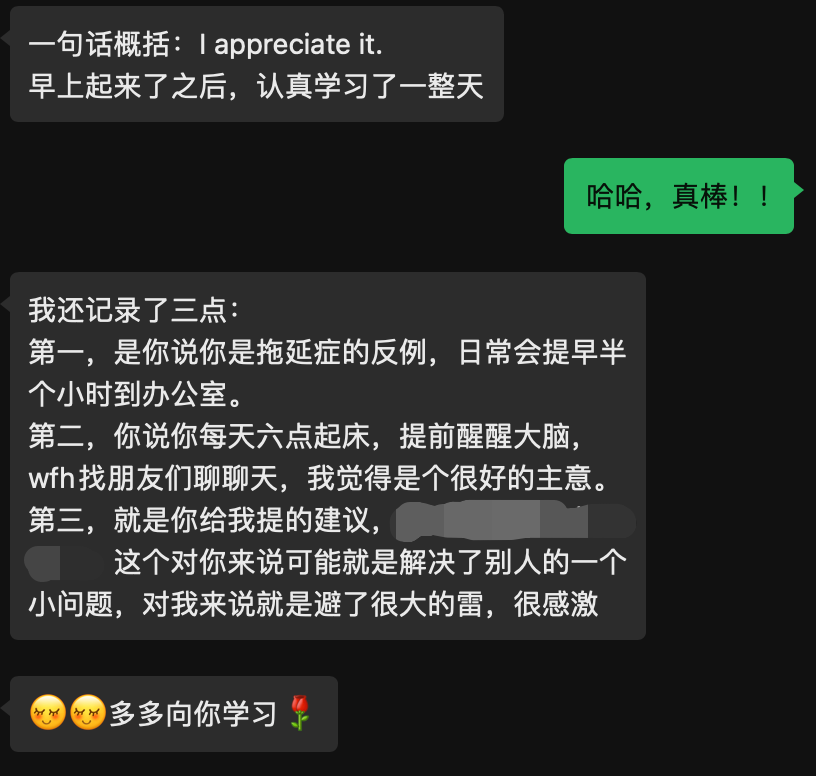 一句话概括：I appreciate it.
早上起来了之后，认真学习了一整天
哈哈，真棒！！
我还记录了三点：
第一，是你说你是拖延症的反例，日常会提早半
个小时到办公室。
第二，你说你每天六点起床，提前醒醒大脑，
wfh找朋友们聊聊天，我觉得是个很好的主意。
第三，就是你给我提的建议，
这个对你来说可能就是解决了别人的一个
小问题，对我来说就是避了很大的雷，很感激
😌😌多多向你学习🌹